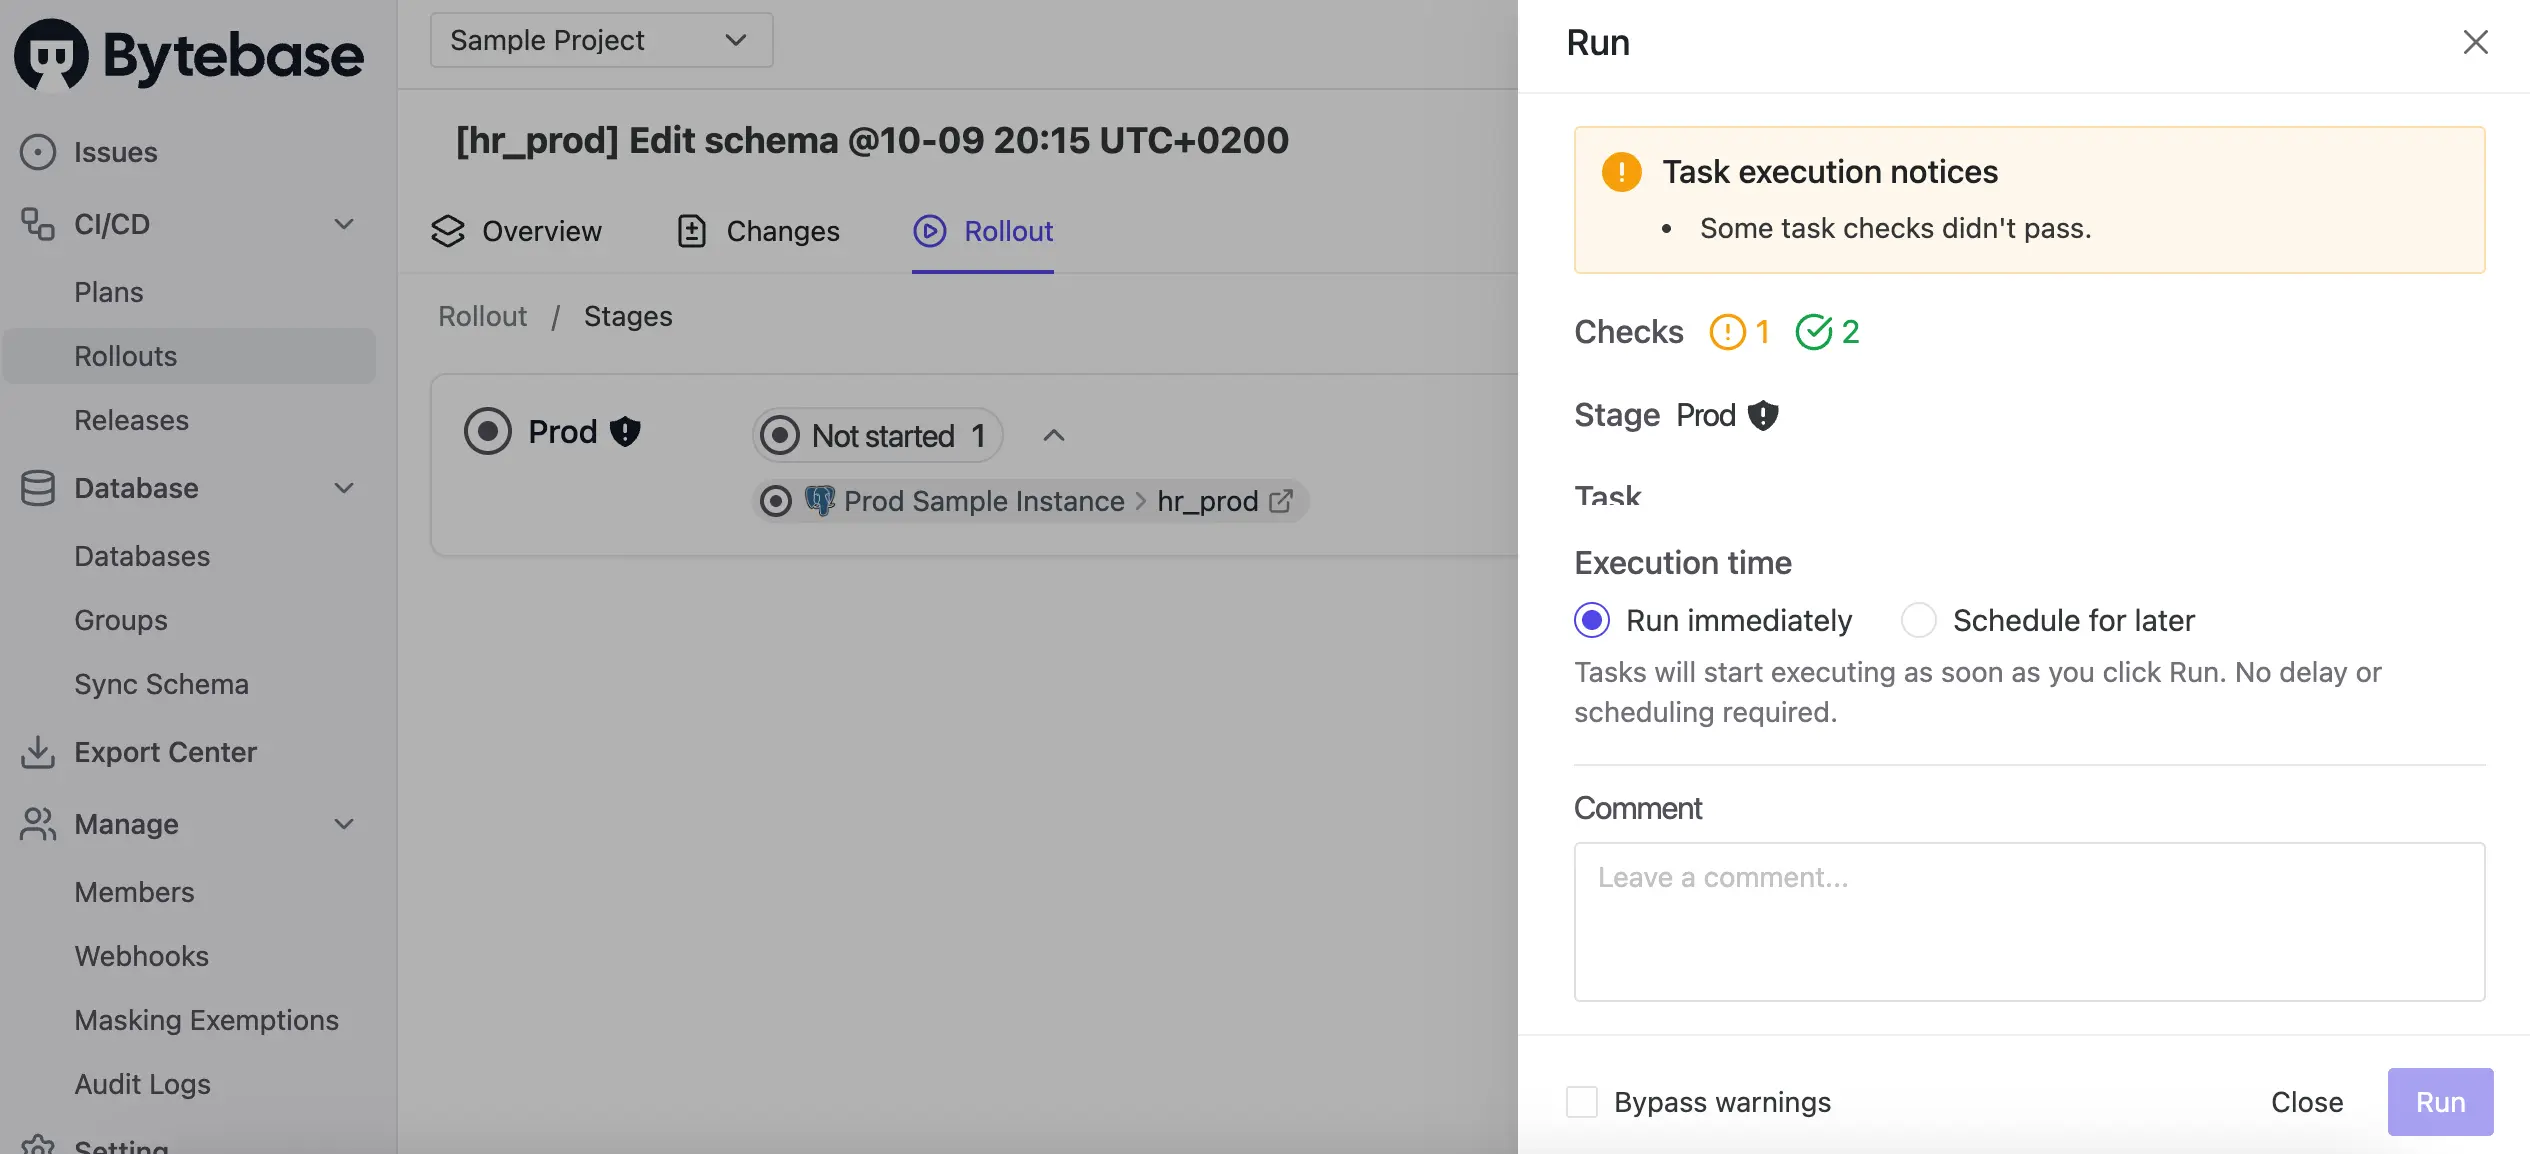 Bytebase
Issues
CI/CD
Plans
Rollouts
Releases
Database
Databases
Groups
Sync Schema
Export Center
Manage
Members
Webhooks
Masking Exemptions
Audit Logs
Setting
Sample Project
[hr_prod] Edit schema @10-09 20:15 UTC+0200
Overview Changes Rollout
Rollout / Stages
Prod Not started 1
Prod Sample Instance > hr_prod
Run
Task execution notices
• Some task checks didn't pass.
Checks 1 2
Stage Prod
Task
Execution time
Run immediately Schedule for later
Tasks will start executing as soon as you click Run. No delay or
scheduling required.
Comment
Leave a comment...
Bypass warnings Close Run